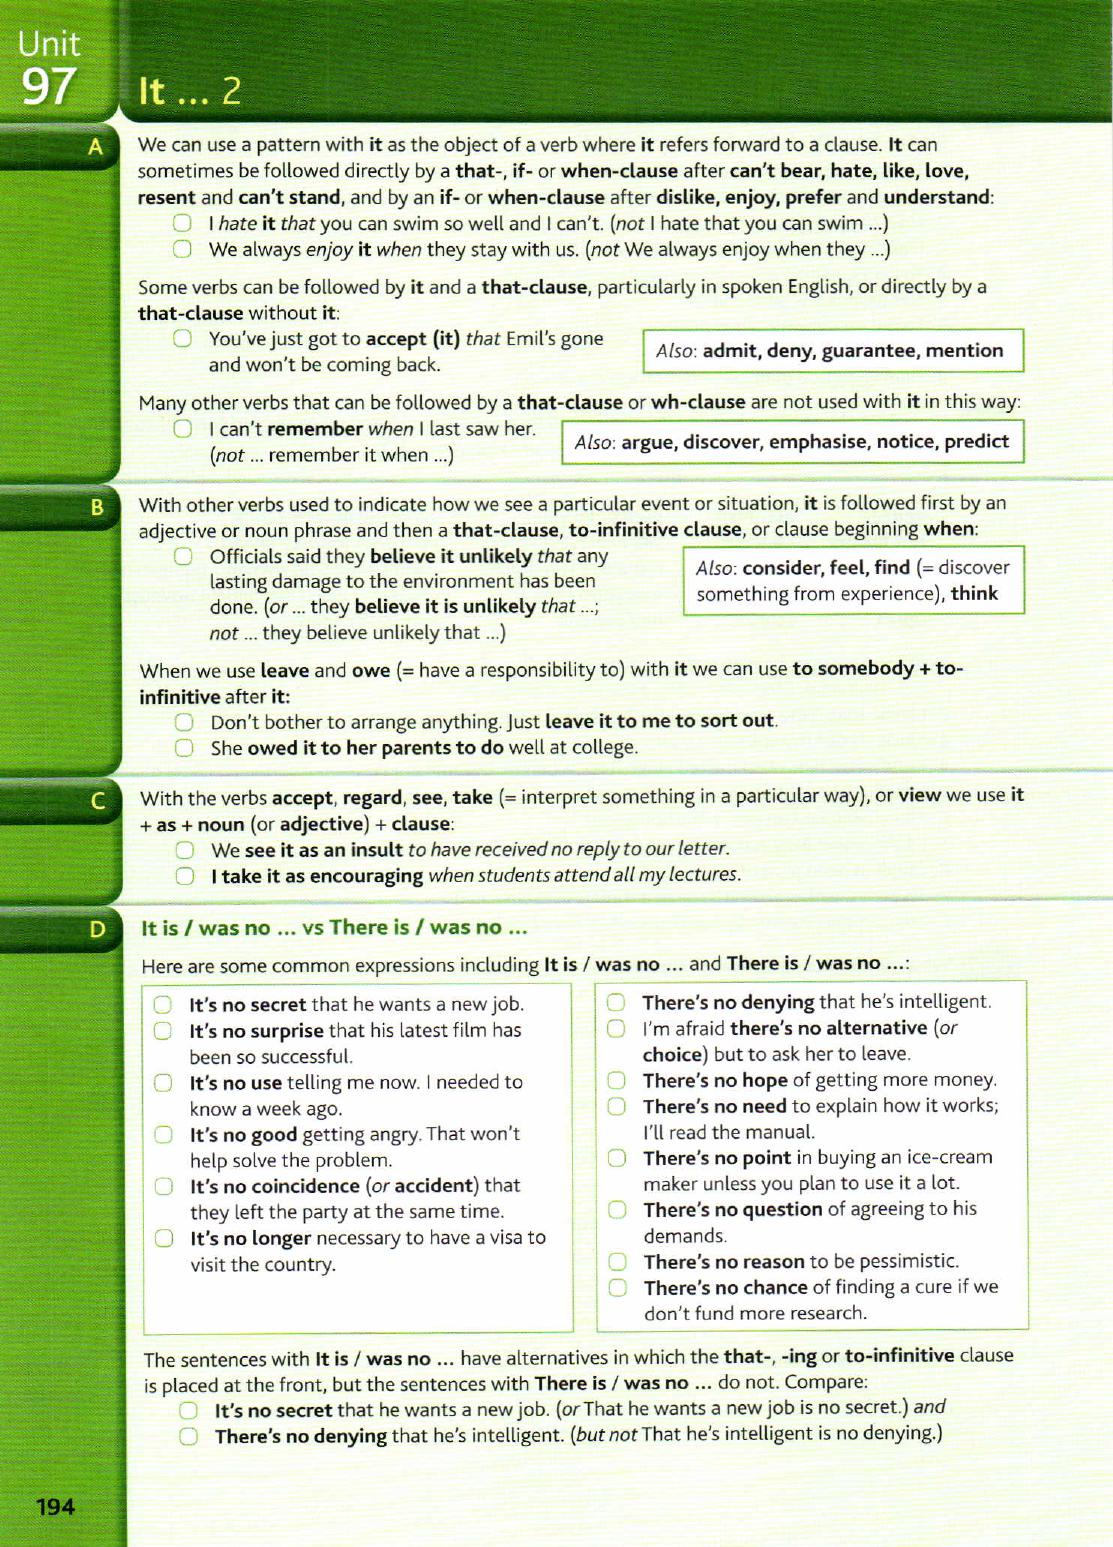 Unit
97
It ... 2
A
We can use a pattern with it as the object of a verb where it refers forward to a clause. It can
sometimes be followed directly by a that-, if- or when-clause after can't bear, hate, like, love,
resent and can't stand, and by an if- or when-clause after dislike, enjoy, prefer and understand:
I hate it that you can swim so well and I can't. (not I hate that you can swim ...)
We always enjoy it when they stay with us. (not We always enjoy when they ...)
Some verbs can be followed by it and a that-clause, particularly in spoken English, or directly by a
that-clause without it:
You've just got to accept (it) that Emil's gone
and won't be coming back.
Also: admit, deny, guarantee, mention
Many other verbs that can be followed by a that-clause or wh-clause are not used with it in this way:
I can't remember when I last saw her.
(not ... remember it when ...)
Also: argue, discover, emphasise, notice, predict
B
With other verbs used to indicate how we see a particular event or situation, it is followed first by an
adjective or noun phrase and then a that-clause, to-infinitive clause, or clause beginning when:
Officials said they believe it unlikely that any
lasting damage to the environment has been
done. (or ... they believe it is unlikely that ...;
not ... they believe unlikely that ...)
Also: consider, feel, find (= discover
something from experience), think
When we use leave and owe (= have a responsibility to) with it we can use to somebody + to-
infinitive after it:
Don't bother to arrange anything. Just leave it to me to sort out.
She owed it to her parents to do well at college.
C
With the verbs accept, regard, see, take (= interpret something in a particular way), or view we use it
+ as + noun (or adjective) + clause:
We see it as an insult to have received no reply to our letter.
I take it as encouraging when students attend all my lectures.
D
It is / was no ... vs There is / was no ...
Here are some common expressions including It is / was no ... and There is / was no ...:
It's no secret that he wants a new job.
It's no surprise that his latest film has
been so successful.
It's no use telling me now. I needed to
know a week ago.
It's no good getting angry. That won't
help solve the problem.
It's no coincidence (or accident) that
they left the party at the same time.
It's no longer necessary to have a visa to
visit the country.
There's no denying that he's intelligent.
I'm afraid there's no alternative (or
choice) but to ask her to leave.
There's no hope of getting more money.
There's no need to explain how it works;
I'll read the manual.
There's no point in buying an ice-cream
maker unless you plan to use it a lot.
There's no question of agreeing to his
demands.
There's no reason to be pessimistic.
There's no chance of finding a cure if we
don't fund more research.
The sentences with It is / was no ... have alternatives in which the that-, -ing or to-infinitive clause
is placed at the front, but the sentences with There is / was no ... do not. Compare:
It's no secret that he wants a new job. (or That he wants a new job is no secret.) and
There's no denying that he's intelligent. (but not That he's intelligent is no denying.)
194